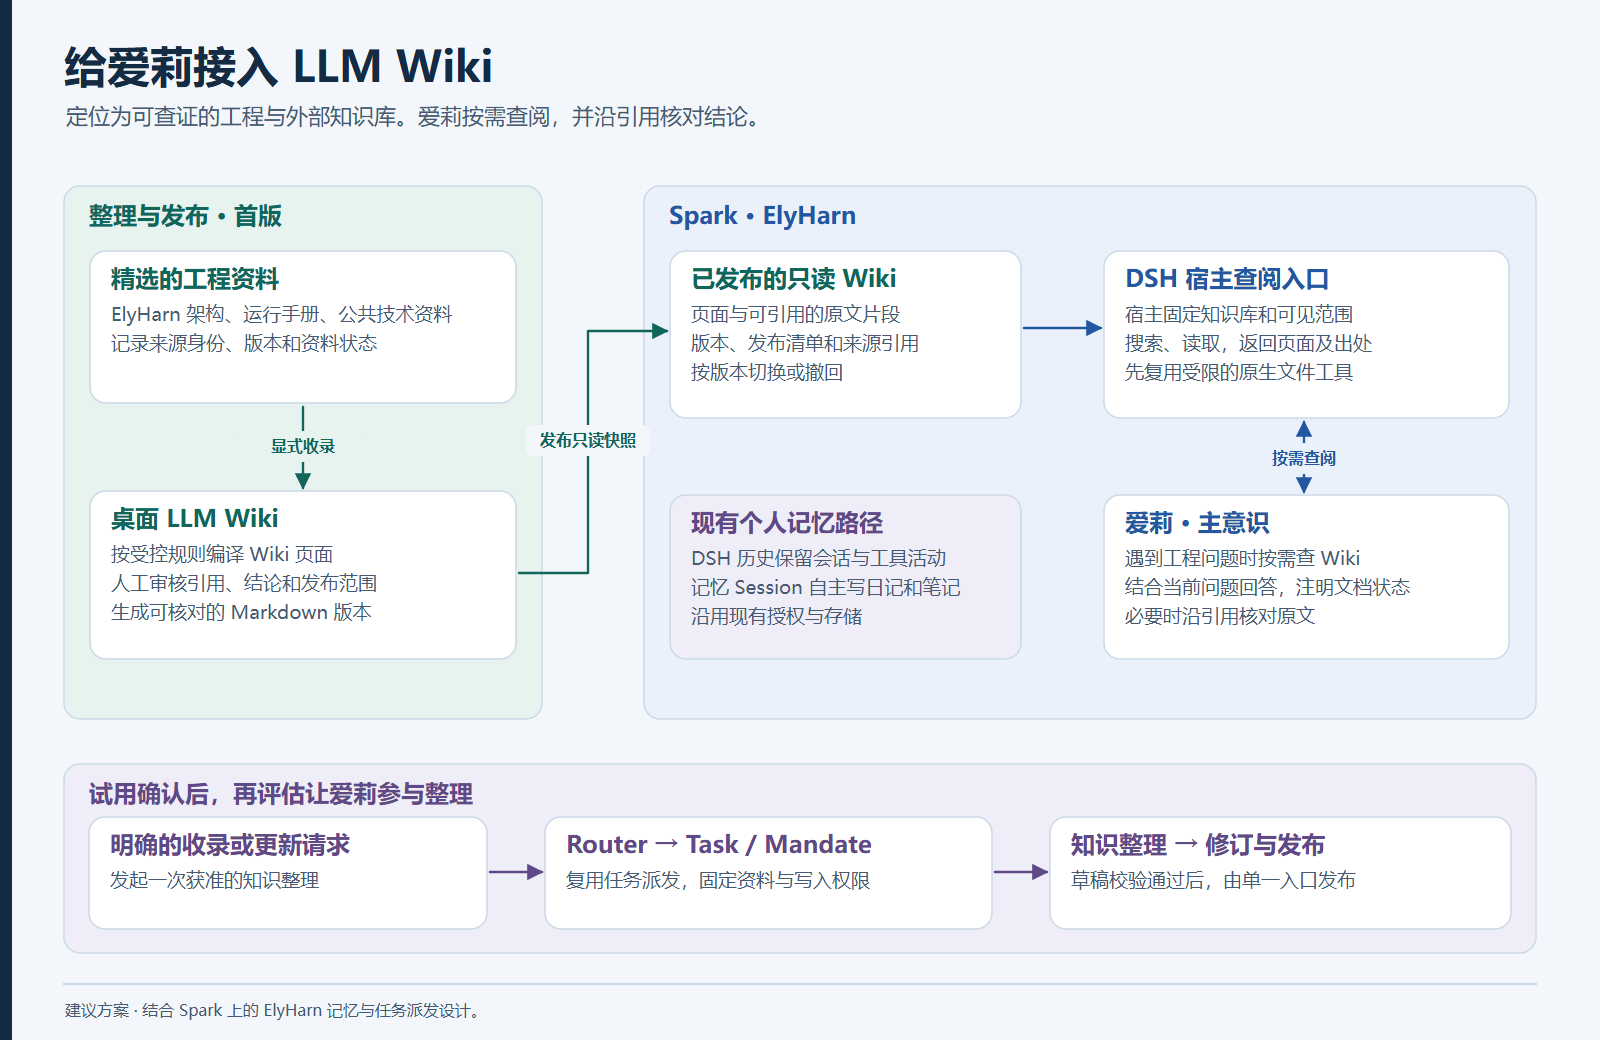 给爱莉接入 LLM Wiki
定位为可查证的工程与外部知识库。爱莉按需查阅，并沿引用核对结论。
整理与发布 · 首版
精选的工程资料
ElyHarn 架构、运行手册、公共技术资料
记录来源身份、版本和资料状态
显式收录
桌面 LLM Wiki
按受控规则编译 Wiki 页面
人工审核引用、结论和发布范围
生成可核对的 Markdown 版本
发布只读快照
Spark · ElyHarn
已发布的只读 Wiki
页面与可引用的原文片段
版本、发布清单和来源引用
按版本切换或撤回
DSH 宿主查阅入口
宿主固定知识库和可见范围
搜索、读取，返回页面及出处
先复用受限的原生文件工具
按需查阅
现有个人记忆路径
DSH 历史保留会话与工具活动
记忆 Session 自主写日记和笔记
沿用现有授权与存储
爱莉 · 主意识
遇到工程问题时按需查 Wiki
结合当前问题回答，注明文档状态
必要时沿引用核对原文
试用确认后，再评估让爱莉参与整理
明确的收录或更新请求
发起一次获准的知识整理
Router → Task / Mandate
复用任务派发，固定资料与写入权限
知识整理 → 修订与发布
草稿校验通过后，由单一入口发布
建议方案 · 结合 Spark 上的 ElyHarn 记忆与任务派发设计。